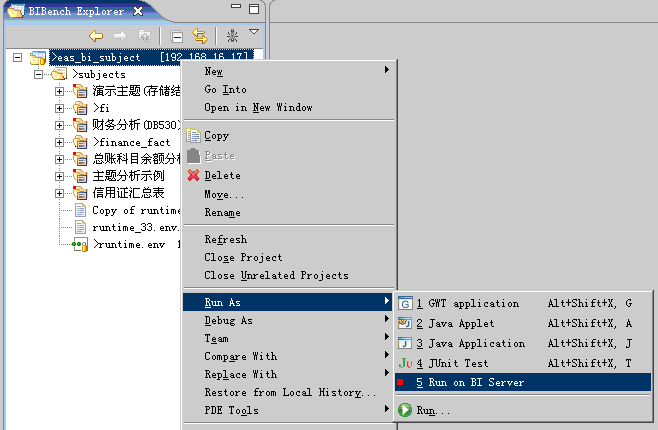 BIBench Explorer
>eas_bi_subject [192.168.16.17]
>subjects
演示主题(存储结
>fi
财务分析(DB530)
>finance_fact
总账科目余额分析
主题分析示例
信用证汇总表
Copy of runtime
runtime_33.env.
>runtime.env 1
New
Go Into
Open in New Window
Copy
Paste
Delete
Move...
Rename
Refresh
Close Project
Close Unrelated Projects
Run As
Debug As
Team
Compare With
Replace With
Restore from Local History...
PDE Tools
1 GWT application Alt+Shift+X, G
2 Java Applet Alt+Shift+X, A
3 Java Application Alt+Shift+X, J
4 JUnit Test Alt+Shift+X, T
5 Run on BI Server
Run...